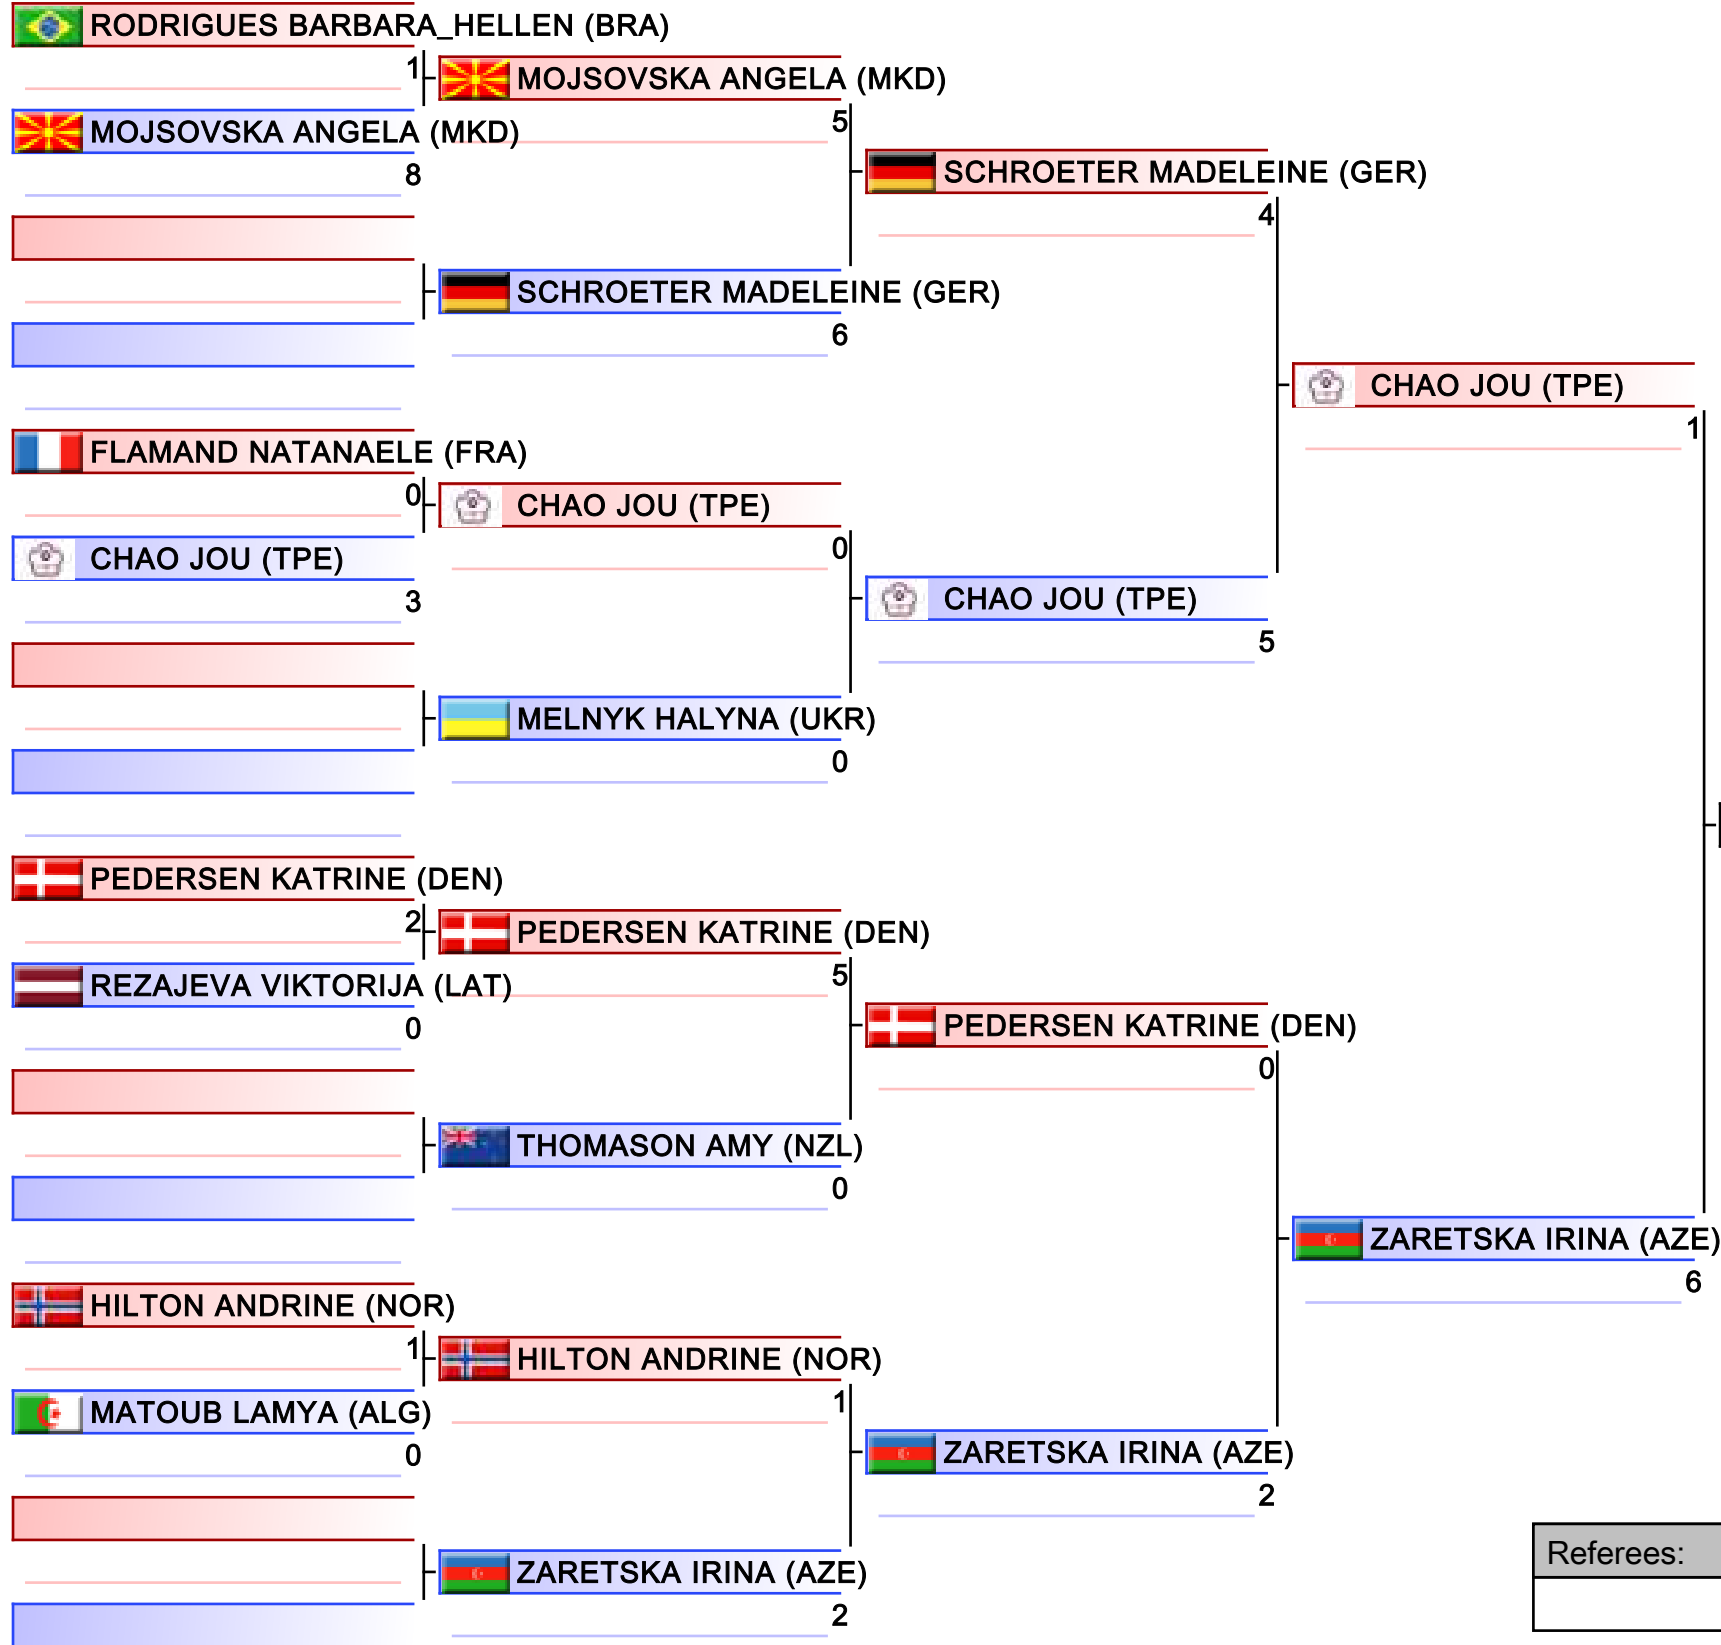 RODRIGUES BARBARA_HELLEN (BRA)
1
MOJSOVSKA ANGELA (MKD)
MOJSOVSKA ANGELA (MKD)
5
8
SCHROETER MADELEINE (GER)
4
SCHROETER MADELEINE (GER)
6
CHAO JOU (TPE)
1
FLAMAND NATANAELE (FRA)
0
CHAO JOU (TPE)
0
CHAO JOU (TPE)
3
CHAO JOU (TPE)
5
MELNYK HALYNA (UKR)
0
PEDERSEN KATRINE (DEN)
2
PEDERSEN KATRINE (DEN)
5
REZAJEVA VIKTORIJA (LAT)
0
PEDERSEN KATRINE (DEN)
0
THOMASON AMY (NZL)
0
ZARETSKA IRINA (AZE)
6
HILTON ANDRINE (NOR)
1
HILTON ANDRINE (NOR)
1
MATOUB LAMYA (ALG)
0
ZARETSKA IRINA (AZE)
2
ZARETSKA IRINA (AZE)
2
Referees: